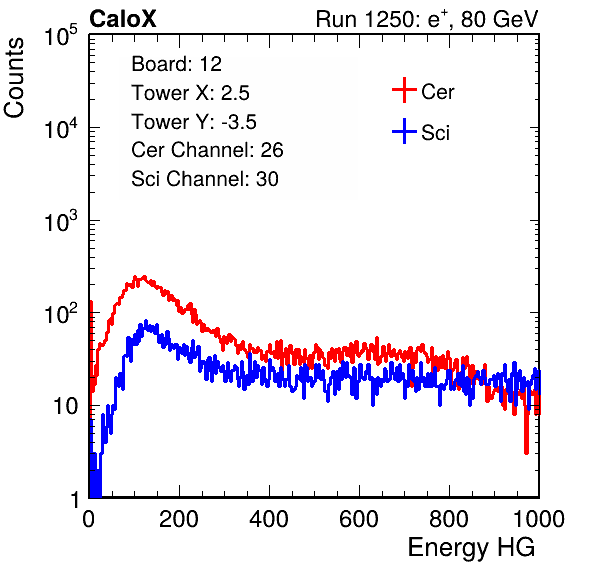 CaloX Run 1250: e+, 80 GeV
Counts
Board: 12
Tower X: 2.5
Tower Y: -3.5
Cer Channel: 26
Sci Channel: 30
Cer
Sci
10^5
10^4
10^3
10^2
10
1
0 200 400 600 800 1000
Energy HG